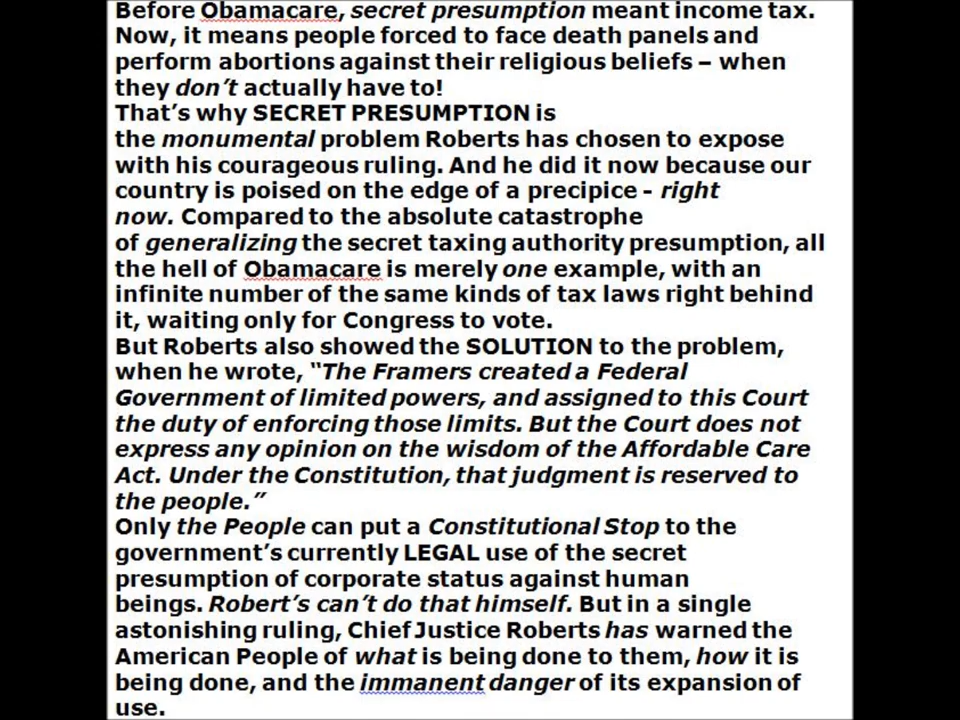 Before Obamacare, secret presumption meant income tax.
Now, it means people forced to face death panels and
perform abortions against their religious beliefs – when
they don't actually have to!
That's why SECRET PRESUMPTION is
the monumental problem Roberts has chosen to expose
with his courageous ruling. And he did it now because our
country is poised on the edge of a precipice - right
now. Compared to the absolute catastrophe
of generalizing the secret taxing authority presumption, all
the hell of Obamacare is merely one example, with an
infinite number of the same kinds of tax laws right behind
it, waiting only for Congress to vote.
But Roberts also showed the SOLUTION to the problem,
when he wrote, “The Framers created a Federal
Government of limited powers, and assigned to this Court
the duty of enforcing those limits. But the Court does not
express any opinion on the wisdom of the Affordable Care
Act. Under the Constitution, that judgment is reserved to
the people.”
Only the People can put a Constitutional Stop to the
government's currently LEGAL use of the secret
presumption of corporate status against human
beings. Robert's can't do that himself. But in a single
astonishing ruling, Chief Justice Roberts has warned the
American People of what is being done to them, how it is
being done, and the immanent danger of its expansion of
use.